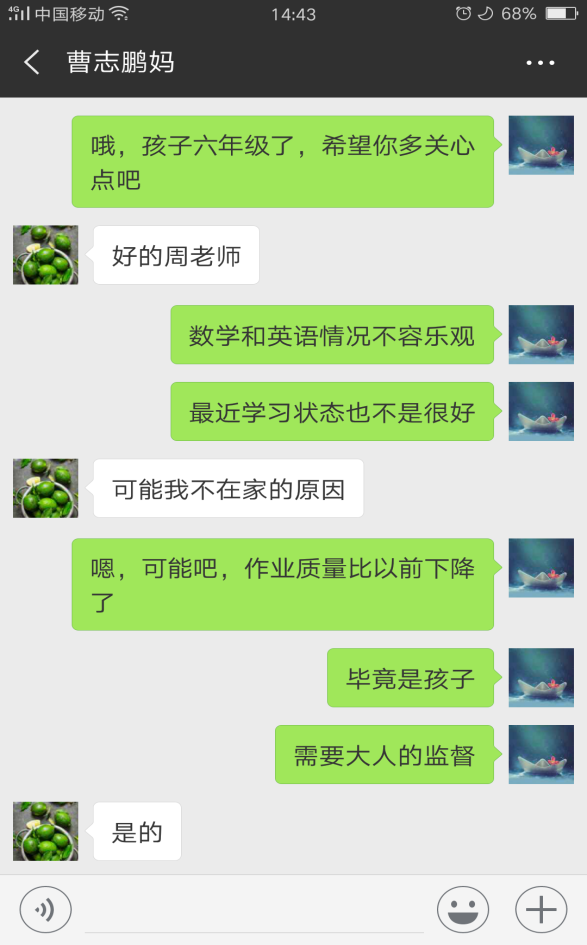 4G 中国移动 14:43 68%
曹志鹏妈
哦，孩子六年级了，希望你多关心
点吧
好的周老师
数学和英语情况不容乐观
最近学习状态也不是很好
可能我不在家的原因
嗯，可能吧，作业质量比以前下降
了
毕竟是孩子
需要大人的监督
是的